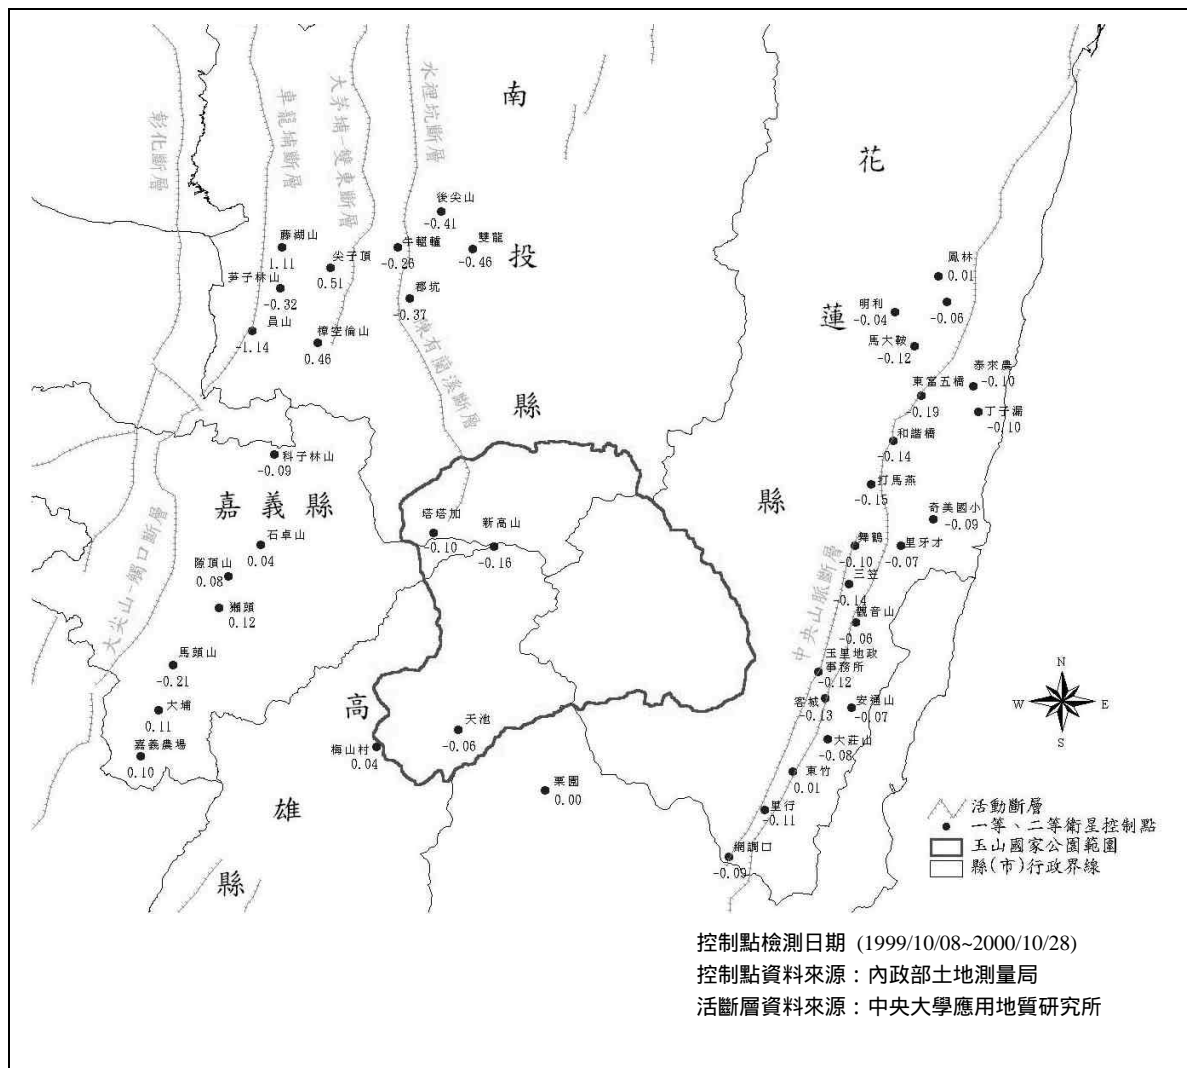 南
投
縣
花
蓮
縣
嘉義縣
高
雄
縣
彰化斷層
車籠埔斷層
大茅埔-雙東斷層
水裡坑斷層
陳有蘭溪斷層
大尖山-觸口斷層
中央山脈斷層
後尖山
-0.41
藤湖山
1.11
尖子頂
0.51
牛轀轆
-0.26
雙龍
-0.46
芛子林山
-0.32
郡坑
-0.37
員山
-1.14
樟空倫山
0.46
鳳林
0.01
-0.06
明利
-0.04
馬太鞍
-0.12
泰來農
-0.10
東富五橋
-0.19
丁子漏
-0.10
和諧橋
-0.14
打馬燕
-0.15
奇美國小
-0.09
舞鶴
-0.10
里牙才
-0.07
三笠
-0.14
觀音山
-0.06
玉里地政
事務所
-0.12
客城
-0.13
安通山
-0.07
大莊山
-0.08
東竹
0.01
里行
-0.11
網調口
-0.09
科子林山
-0.09
石卓山
0.04
隙頂山
0.08
獺頭
0.12
馬頭山
-0.21
大埔
0.11
嘉義農場
0.10
塔塔加
-0.10
新高山
-0.16
天池
-0.06
梅山村
0.04
栗園
0.00
N
W
E
S
活動斷層
一等、二等衛星控制點
玉山國家公園範圍
縣(市)行政界線
控制點檢測日期 (1999/10/08~2000/10/28)
控制點資料來源：內政部土地測量局
活斷層資料來源：中央大學應用地質研究所